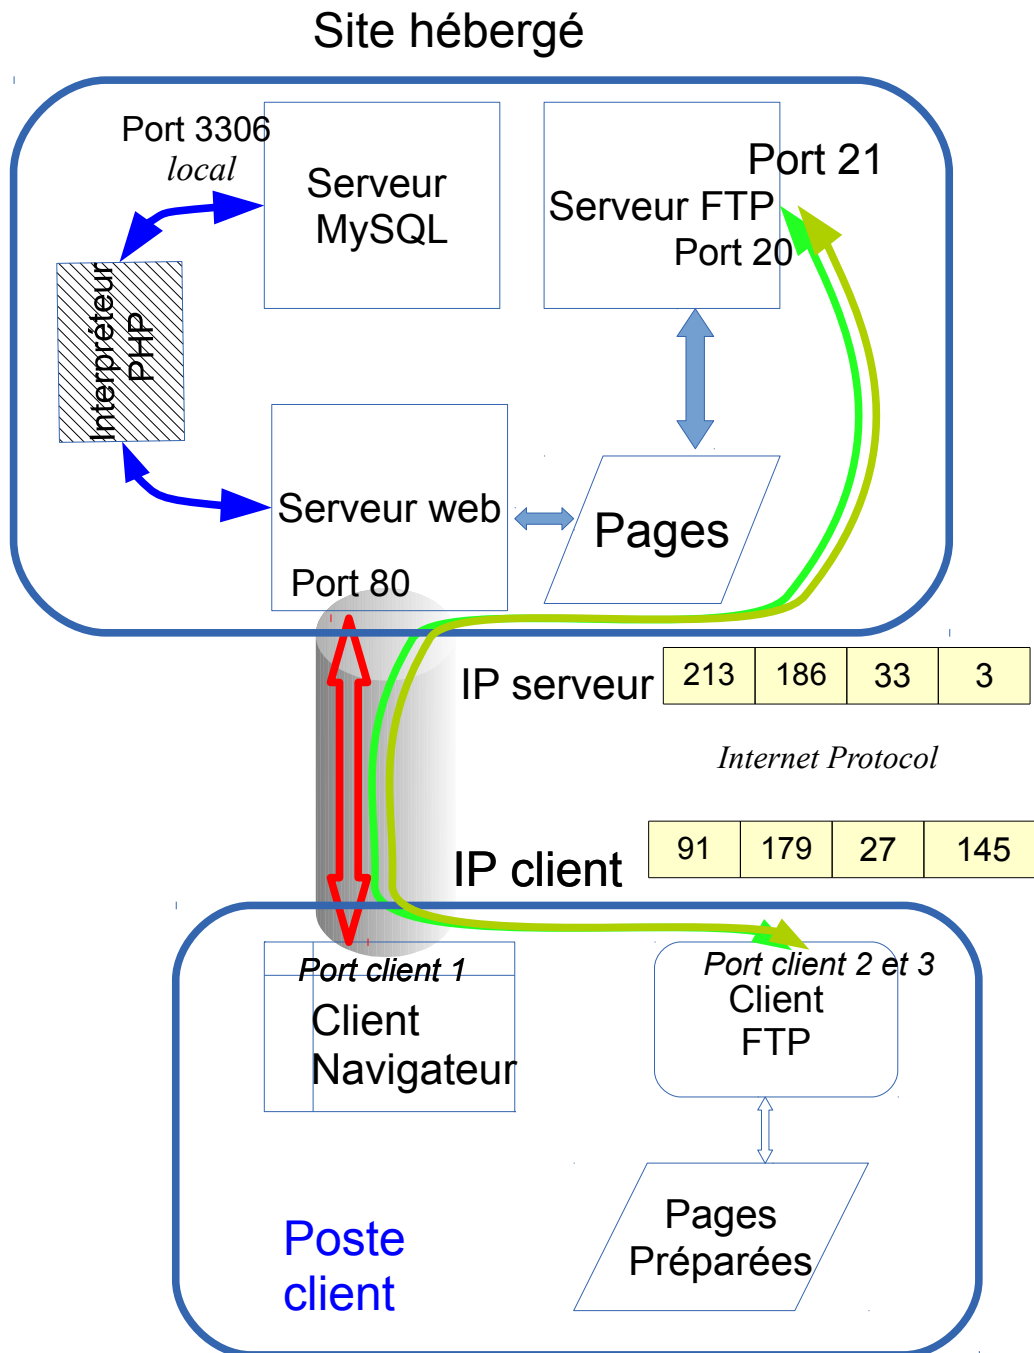 Site hébergé
Port 3306
local
Serveur
MySQL
Port 21
Serveur FTP
Port 20
Interpréteur
PHP
Serveur web
Pages
Port 80
IP serveur
213 186 33 3
Internet Protocol
IP client
91 179 27 145
Port client 1
Client
Navigateur
Port client 2 et 3
Client
FTP
Pages
Préparées
Poste
client